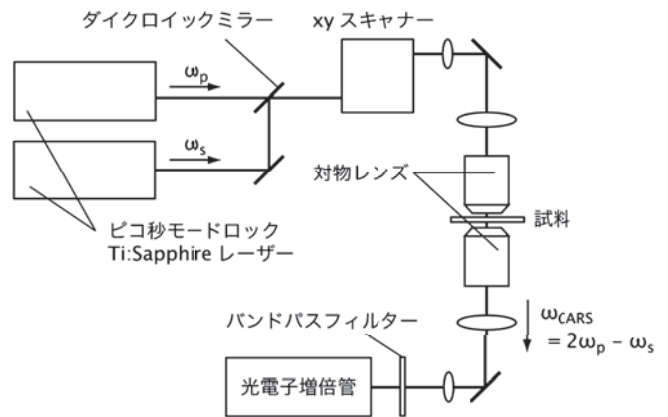 ダイクロイックミラー
xy スキャナー
ωp
ωs
対物レンズ
試料
ピコ秒モードロック
Ti:Sapphire レーザー
バンドパスフィルター
ωCARS
= 2ωp − ωs
光電子増倍管